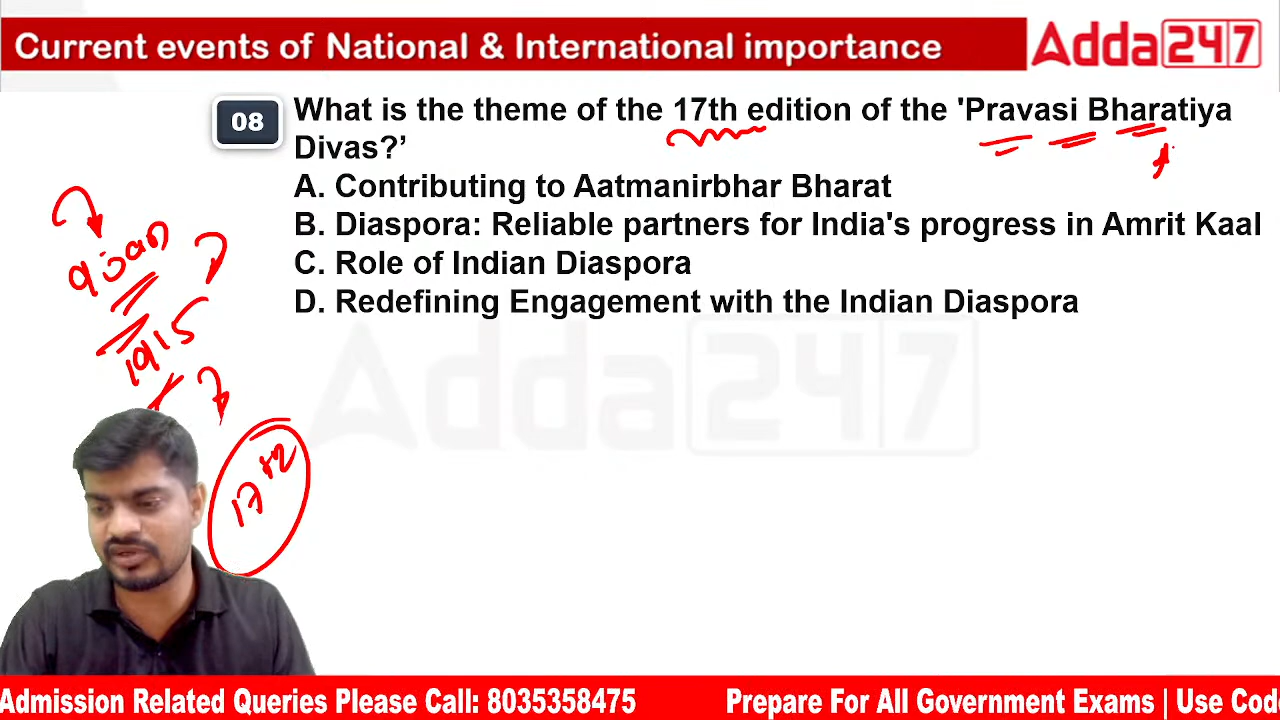 Current events of National & International importance
Adda247
08
What is the theme of the 17th edition of the 'Pravasi Bharatiya
Divas?’
A. Contributing to Aatmanirbhar Bharat
B. Diaspora: Reliable partners for India's progress in Amrit Kaal
C. Role of Indian Diaspora
D. Redefining Engagement with the Indian Diaspora
Adda247
1915
Admission Related Queries Please Call: 8035358475
Prepare For All Government Exams | Use Cod